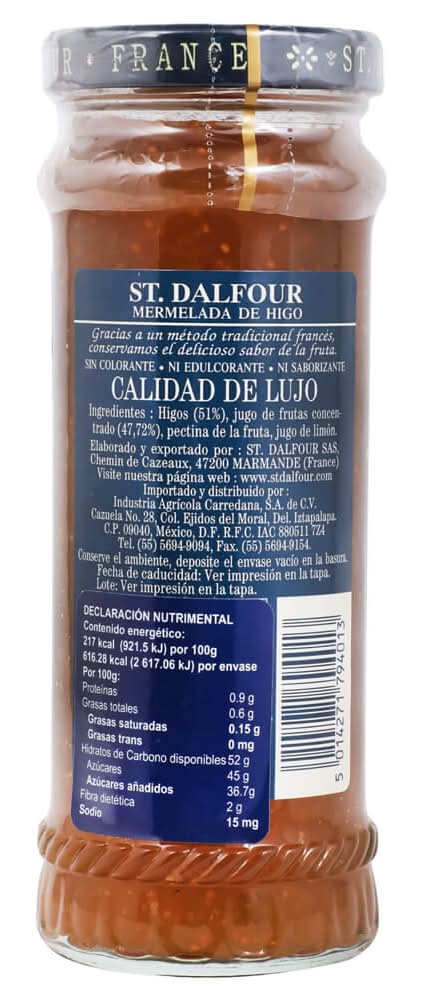 R • FRANCE ST.
ST. DALFOUR
MERMELADA DE HIGO
Gracias a un método tradicional francés,
conservamos el delicioso sabor de la fruta.
SIN COLORANTE • NI EDULCORANTE • NI SABORIZANTE
CALIDAD DE LUJO
Ingredientes : Higos (51%), jugo de frutas concen-
trado (47,72%), pectina de la fruta, jugo de limón.
Elaborado y exportado por : ST. DALFOUR SAS,
Chemin de Cazeaux, 47200 MARMANDE (France)
Visite nuestra página web : www.stdalfour.com
Importado y distribuido por :
Industria Agrícola Carredana, S.A. de C.V.
Cazuela No. 28, Col. Ejidos del Moral, Del. Iztapalapa.
C.P. 09040, México, D.F. R.F.C. IAC 880511 7Z4
Tel. (55) 5694-9094, Fax. (55) 5694-9154.
Conserve el ambiente, deposite el envase vacío en la basura.
Fecha de caducidad: Ver impresión en la tapa.
Lote: Ver impresión en la tapa.
DECLARACIÓN NUTRIMENTAL
Contenido energético:
217 kcal (921.5 kJ) por 100g
616.28 kcal (2 617.06 kJ) por envase
Por 100g:
Proteínas 0.9 g
Grasas totales 0.6 g
Grasas saturadas 0.15 g
Grasas trans 0 mg
Hidratos de Carbono disponibles 52 g
Azúcares 45 g
Azúcares añadidos 36.7g
Fibra dietética 2 g
Sodio 15 mg
5 014271 794013